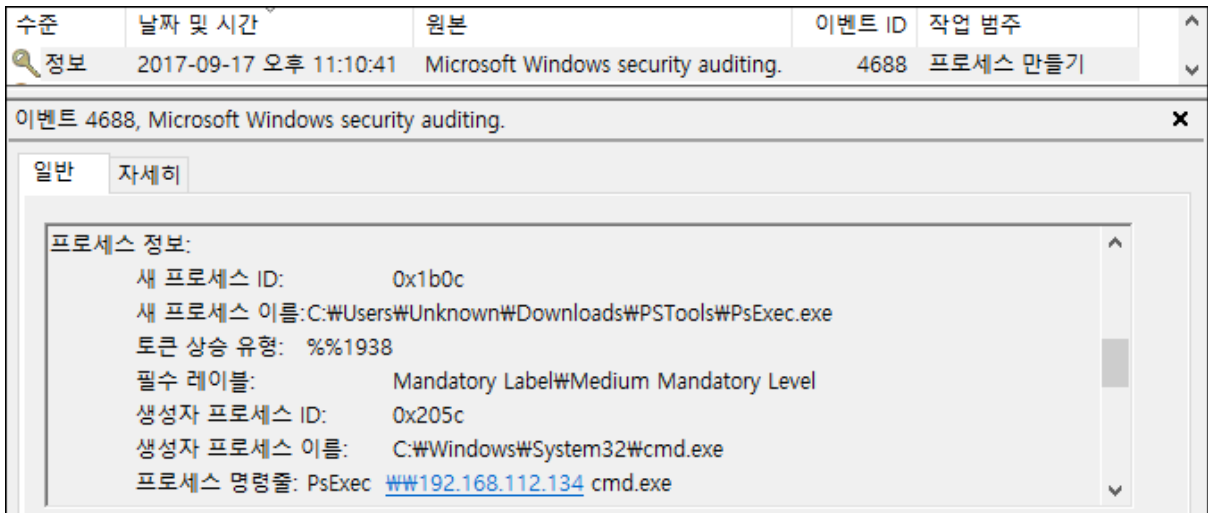 수준 날짜 및 시간 원본 이벤트 ID 작업 범주
정보 2017-09-17 오후 11:10:41 Microsoft Windows security auditing. 4688 프로세스 만들기
이벤트 4688, Microsoft Windows security auditing.
일반 자세히
프로세스 정보:
새 프로세스 ID: 0x1b0c
새 프로세스 이름:C:₩Users₩Unknown₩Downloads₩PSTools₩PsExec.exe
토큰 상승 유형: %%1938
필수 레이블: Mandatory Label₩Medium Mandatory Level
생성자 프로세스 ID: 0x205c
생성자 프로세스 이름: C:₩Windows₩System32₩cmd.exe
프로세스 명령줄: PsExec ₩₩192.168.112.134 cmd.exe